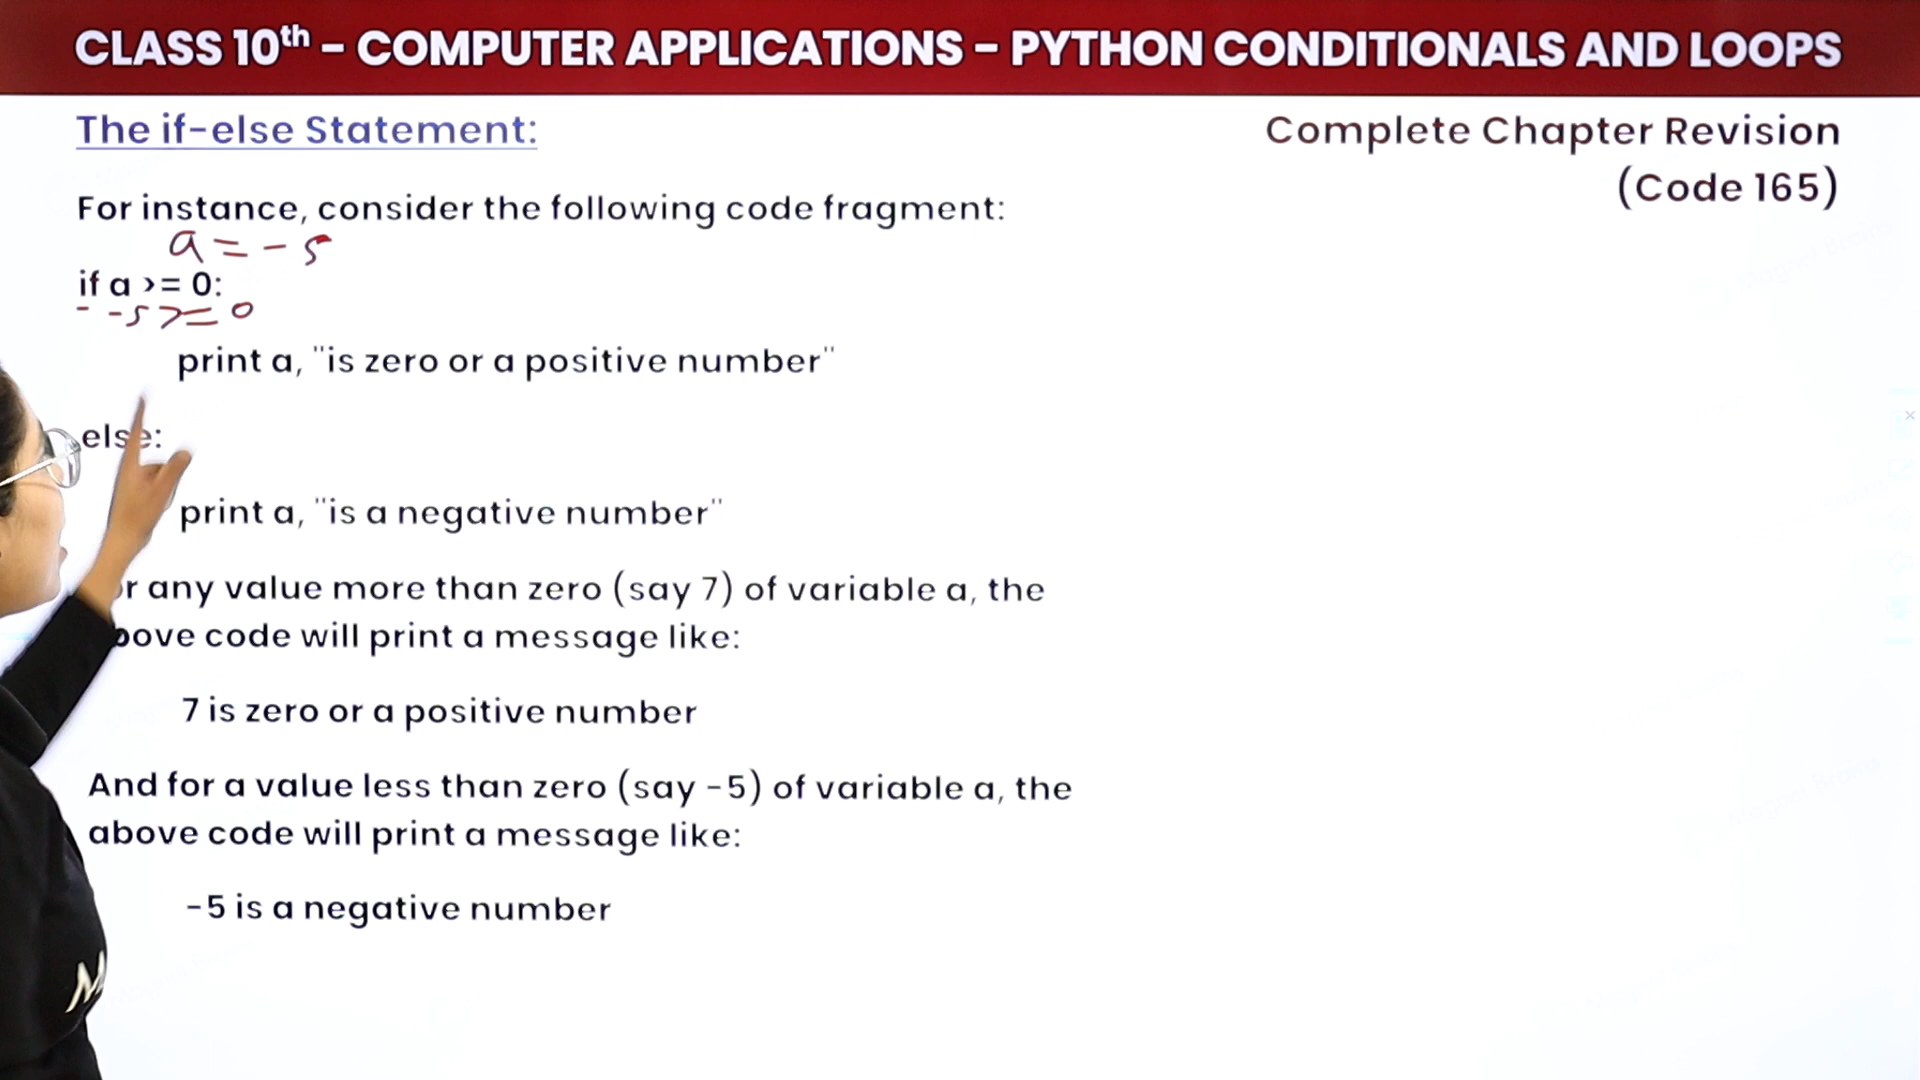 CLASS 10th – COMPUTER APPLICATIONS – PYTHON CONDITIONALS AND LOOPS
The if-else Statement:
Complete Chapter Revision
(Code 165)
For instance, consider the following code fragment:
a = - 5
if a >= 0:
-5 >= 0
print a, "is zero or a positive number"
else:
print a, "is a negative number"
r any value more than zero (say 7) of variable a, the
bove code will print a message like:
7 is zero or a positive number
And for a value less than zero (say -5) of variable a, the
above code will print a message like:
-5 is a negative number